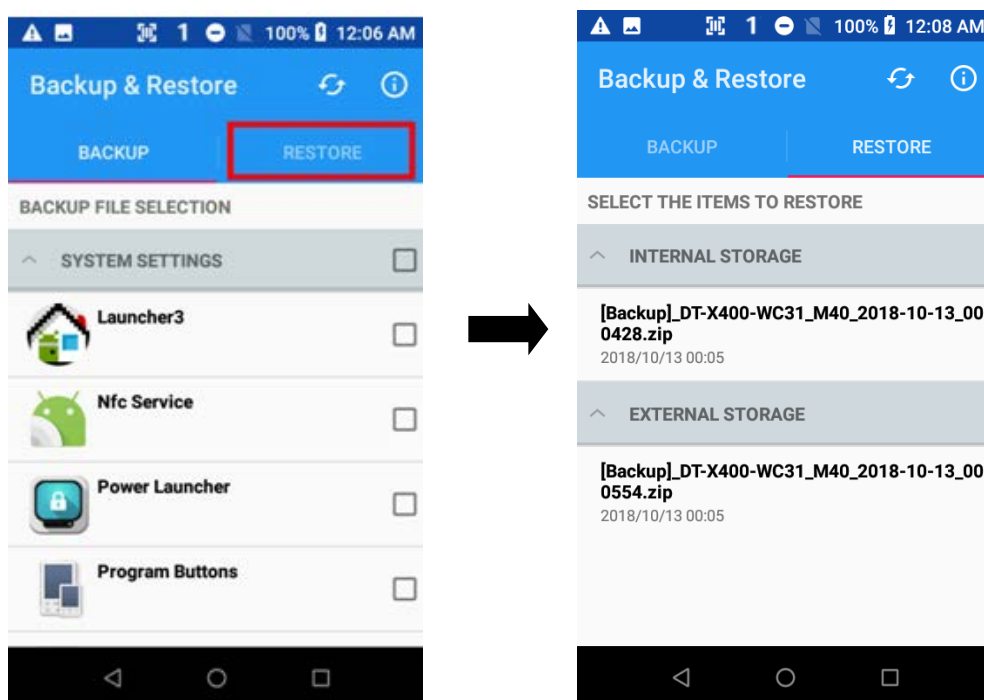 1 100% 12:06 AM
Backup & Restore
BACKUP RESTORE
BACKUP FILE SELECTION
SYSTEM SETTINGS
Launcher3
Nfc Service
Power Launcher
Program Buttons
1 100% 12:08 AM
Backup & Restore
BACKUP RESTORE
SELECT THE ITEMS TO RESTORE
INTERNAL STORAGE
[Backup]_DT-X400-WC31_M40_2018-10-13_00
0428.zip
2018/10/13 00:05
EXTERNAL STORAGE
[Backup]_DT-X400-WC31_M40_2018-10-13_00
0554.zip
2018/10/13 00:05